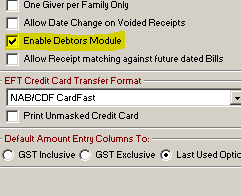 One Giver per Family Only
Allow Date Change on Voided Receipts
Enable Debtors Module
Allow Receipt matching against future dated Bills
EFT Credit Card Transfer Format
NAB/CDF CardFast
Print Unmasked Credit Card
Default Amount Entry Columns To:
GST Inclusive GST Exclusive Last Used Optio